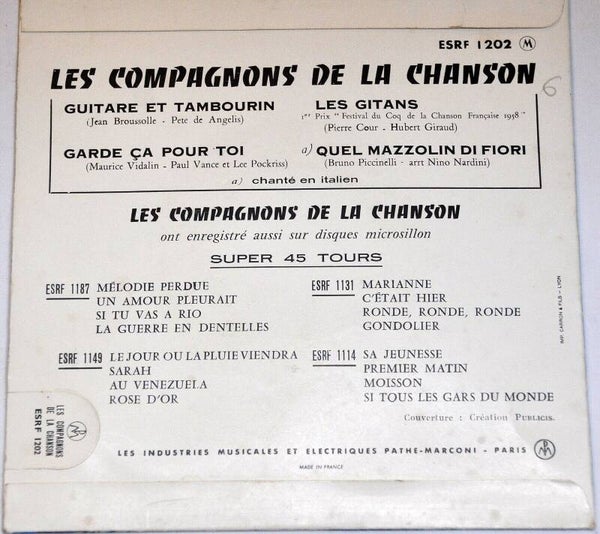 ESRF 1202 M
LES COMPAGNONS DE LA CHANSON
6
GUITARE ET TAMBOURIN
(Jean Broussolle - Pete de Angelis)
LES GITANS
1er Prix " Festival du Coq de la Chanson Française 1958 "
(Pierre Cour - Hubert Giraud)
GARDE ÇA POUR TOI
(Maurice Vidalin - Paul Vance et Lee Pockriss)
a) QUEL MAZZOLIN DI FIORI
(Bruno Piccinelli - arrt Nino Nardini)
a) chanté en italien
LES COMPAGNONS DE LA CHANSON
ont enregistré aussi sur disques microsillon
SUPER 45 TOURS
ESRF 1187 MÉLODIE PERDUE
UN AMOUR PLEURAIT
SI TU VAS A RIO
LA GUERRE EN DENTELLES
ESRF 1131 MARIANNE
C'ÉTAIT HIER
RONDE, RONDE, RONDE
GONDOLIER
ESRF 1149 LE JOUR OU LA PLUIE VIENDRA
SARAH
AU VENEZUELA
ROSE D'OR
ESRF 1114 SA JEUNESSE
PREMIER MATIN
MOISSON
SI TOUS LES GARS DU MONDE
Couverture : Création PUBLICIS.
IMP. CARRON & FILS - LYON
LES COMPAGNONS
DE LA CHANSON
ESRF 1202
LES INDUSTRIES MUSICALES ET ELECTRIQUES PATHE-MARCONI - PARIS
MADE IN FRANCE